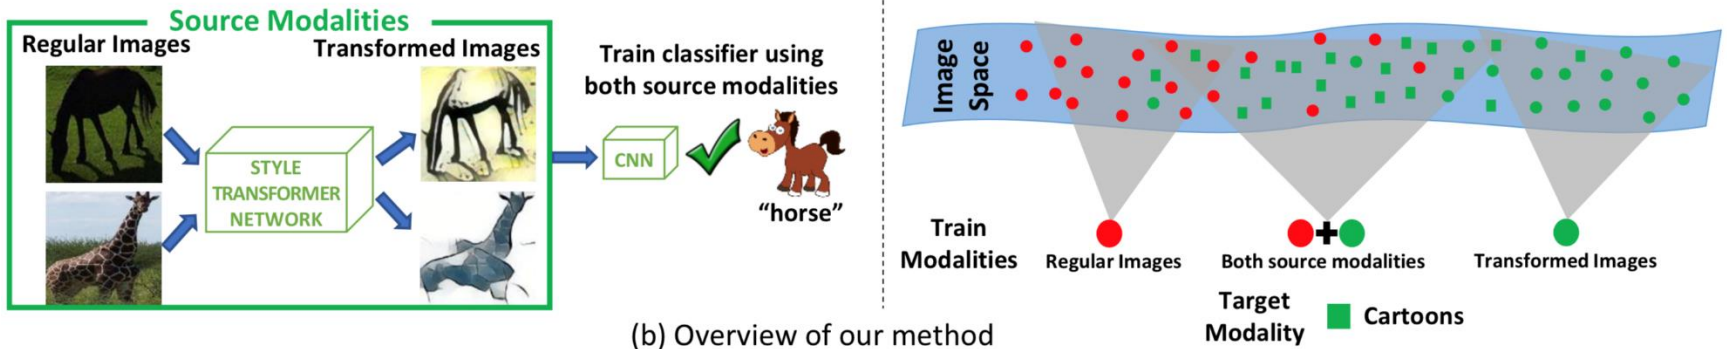 Source Modalities
Regular Images
Transformed Images
STYLE
TRANSFORMER
NETWORK
Train classifier using
both source modalities
CNN
“horse”
Image
Space
Train
Modalities
Regular Images
Both source modalities
Transformed Images
Target
Modality
Cartoons
(b) Overview of our method